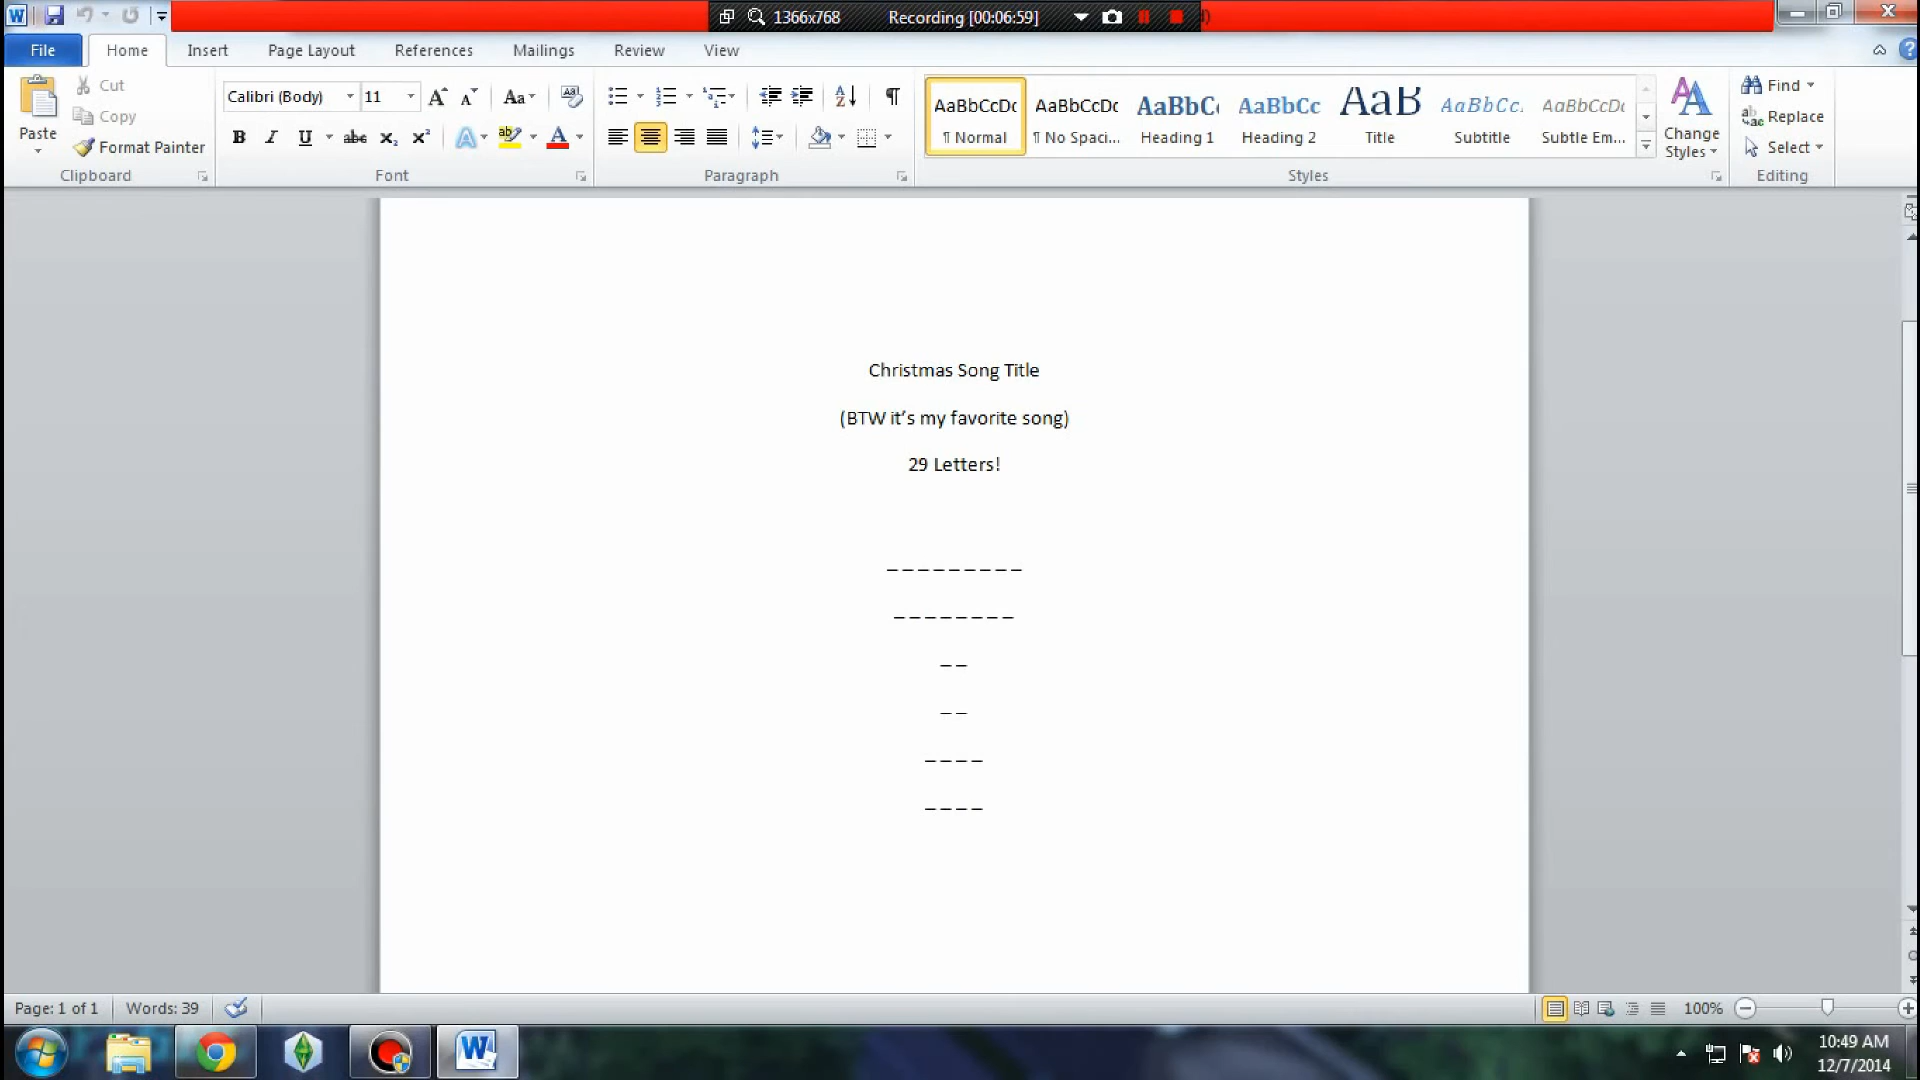 1366x768 Recording [00:06:59]
File Home Insert Page Layout References Mailings Review View
Paste Cut Copy Format Painter
Clipboard
Calibri (Body) 11
Font
Paragraph
AaBbCcDc AaBbCcDc AaBbC AaBbCc AaB AaBbCc. AaBbCcDc
¶ Normal ¶ No Spaci... Heading 1 Heading 2 Title Subtitle Subtle Em...
Change Styles
Styles
Find
Replace
Select
Editing
Christmas Song Title
(BTW it’s my favorite song)
29 Letters!
_ _ _ _ _ _ _ _ _
_ _ _ _ _ _ _ _
_ _
_ _
_ _ _ _
_ _ _ _
Page: 1 of 1 Words: 39 100%
10:49 AM
12/7/2014